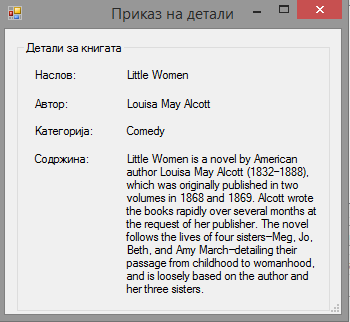 Приказ на детали
Детали за книгата
Наслов: Little Women
Автор: Louisa May Alcott
Категорија: Comedy
Содржина: Little Women is a novel by American
author Louisa May Alcott (1832-1888),
which was originally published in two
volumes in 1868 and 1869. Alcott wrote
the books rapidly over several months at
the request of her publisher. The novel
follows the lives of four sisters-Meg, Jo,
Beth, and Amy March-detailing their
passage from childhood to womanhood,
and is loosely based on the author and
her three sisters.